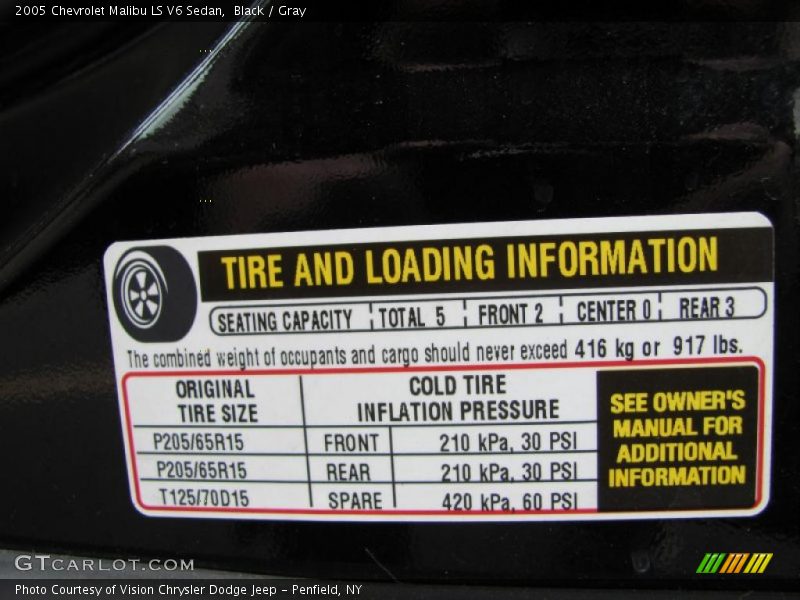 2005 Chevrolet Malibu LS V6 Sedan, Black / Gray
TIRE AND LOADING INFORMATION
SEATING CAPACITY TOTAL 5 FRONT 2 CENTER 0 REAR 3
The combined weight of occupants and cargo should never exceed 416 kg or 917 lbs.
ORIGINAL TIRE SIZE
COLD TIRE INFLATION PRESSURE
P205/65R15 FRONT 210 kPa, 30 PSI
P205/65R15 REAR 210 kPa, 30 PSI
T125/70D15 SPARE 420 kPa, 60 PSI
SEE OWNER'S
MANUAL FOR
ADDITIONAL
INFORMATION
GTCARLOT.COM
Photo Courtesy of Vision Chrysler Dodge Jeep – Penfield, NY